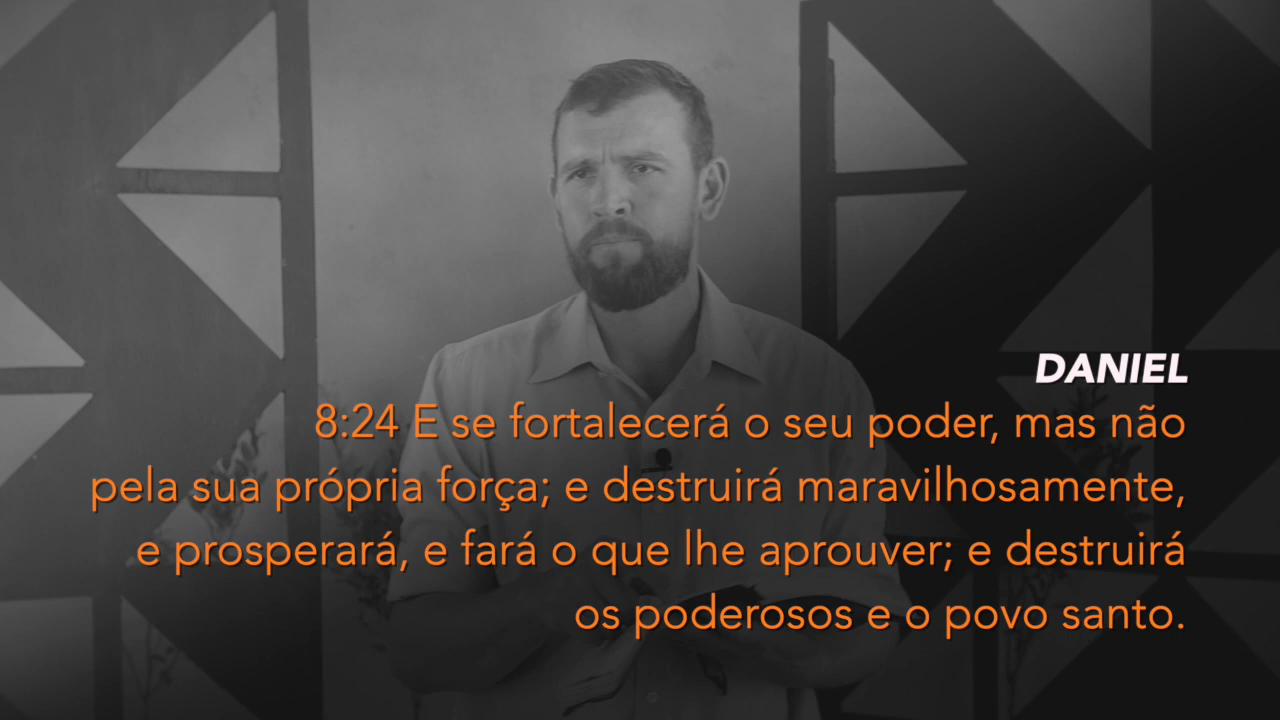 DANIEL
8:24 E se fortalecerá o seu poder, mas não
pela sua própria força; e destruirá maravilhosamente,
e prosperará, e fará o que lhe aprouver; e destruirá
os poderosos e o povo santo.